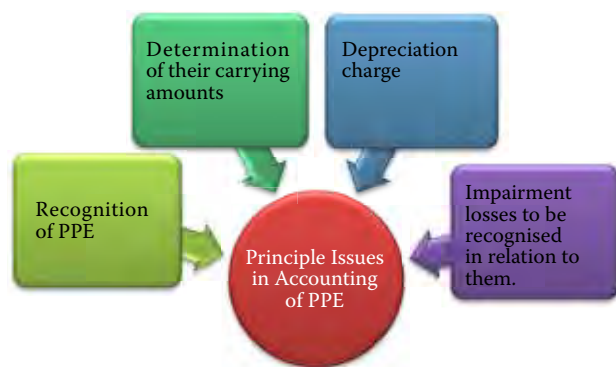 Determination
of their carrying
amounts
Depreciation
charge
Recognition
of PPE
Impairment
losses to be
recognised
in relation to
them.
Principle Issues
in Accounting
of PPE